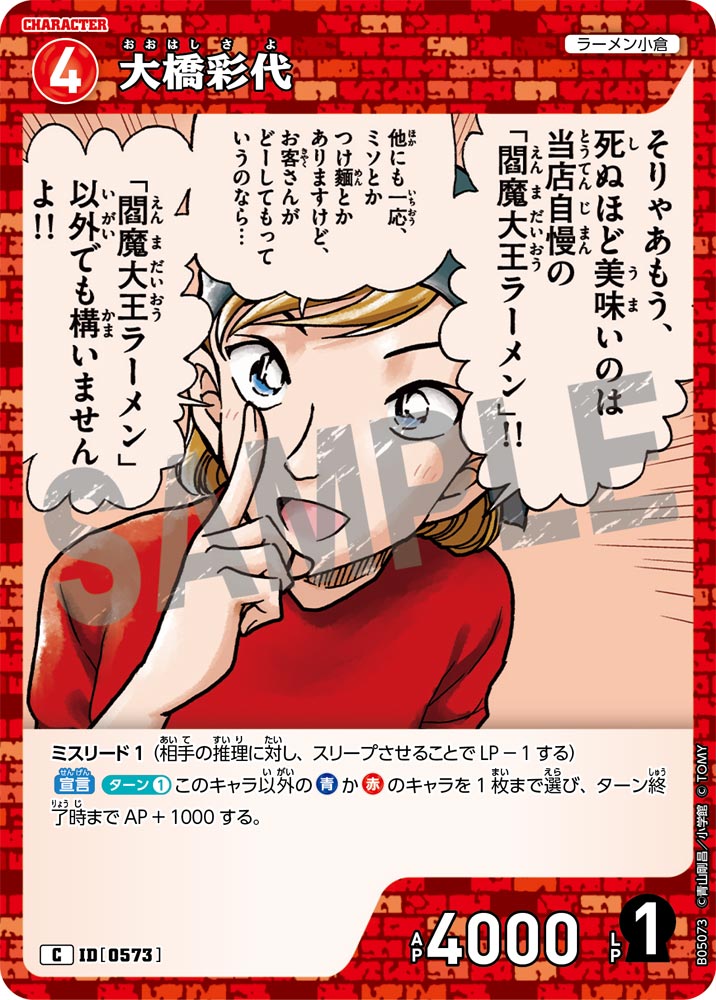 CHARACTER
4
おおはしさよ
大橋彩代
ラーメン小倉
そりゃあもう、
死ぬほど美味いのは
当店自慢の
「閻魔大王ラーメン」!!
他にも一応、
ミソとか
つけ麺とか
ありますけど、
お客さんが
どーしてもって
いうのなら…
「閻魔大王ラーメン」
以外でも構いません
よ!!
SAMPLE
ミスリード1（相手の推理に対し、スリープさせることでLP－1する）
宣言 ターン1 このキャラ以外の青か赤のキャラを1枚まで選び、ターン終
了時までAP＋1000する。
C ID[0573]
AP 4000 LP 1
B05073 ©青山剛昌／小学館 © TOMY